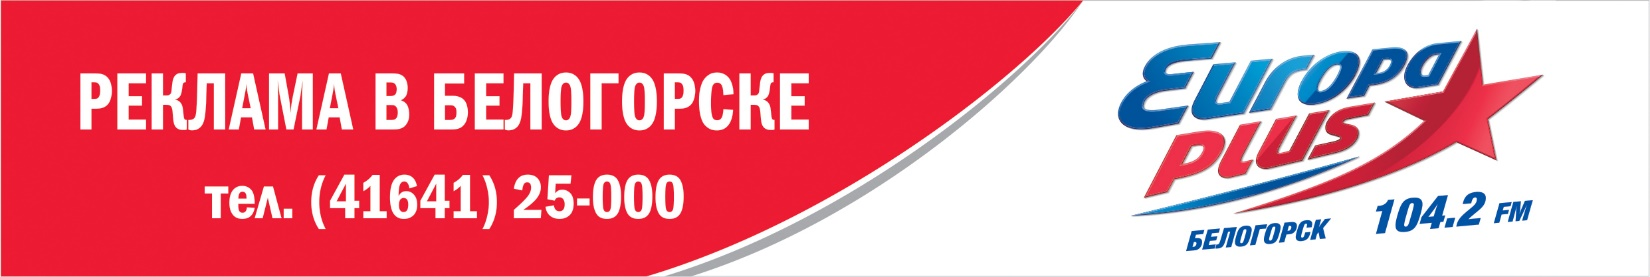 РЕКЛАМА В БЕЛОГОРСКЕ
тел. (41641) 25-000
Europa
PLUS
БЕЛОГОРСК 104.2 FM